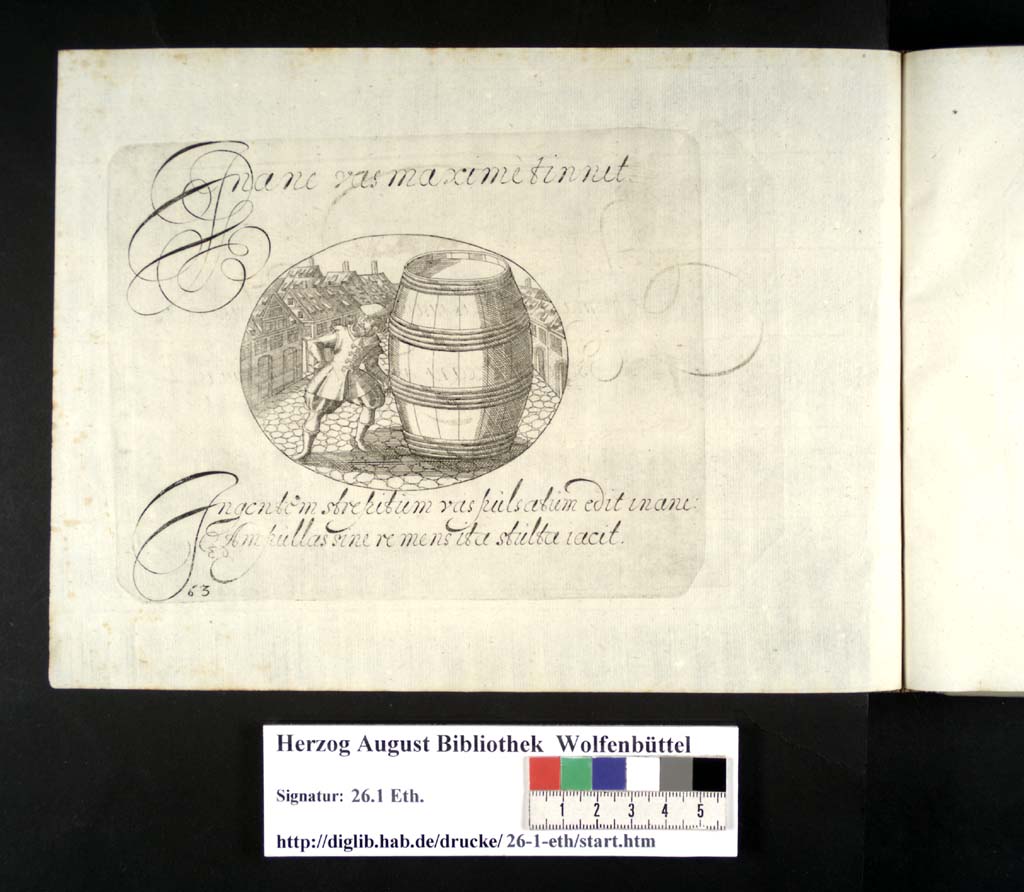 Inane vas maximè tinnit.
Ingentem strepitum vas pulsatum edit inane:
Ampullas sine re mens ita stulta iacit.
63
Herzog August Bibliothek Wolfenbüttel
Signatur: 26.1 Eth.
1 2 3 4 5
http://diglib.hab.de/drucke/ 26-1-eth/start.htm